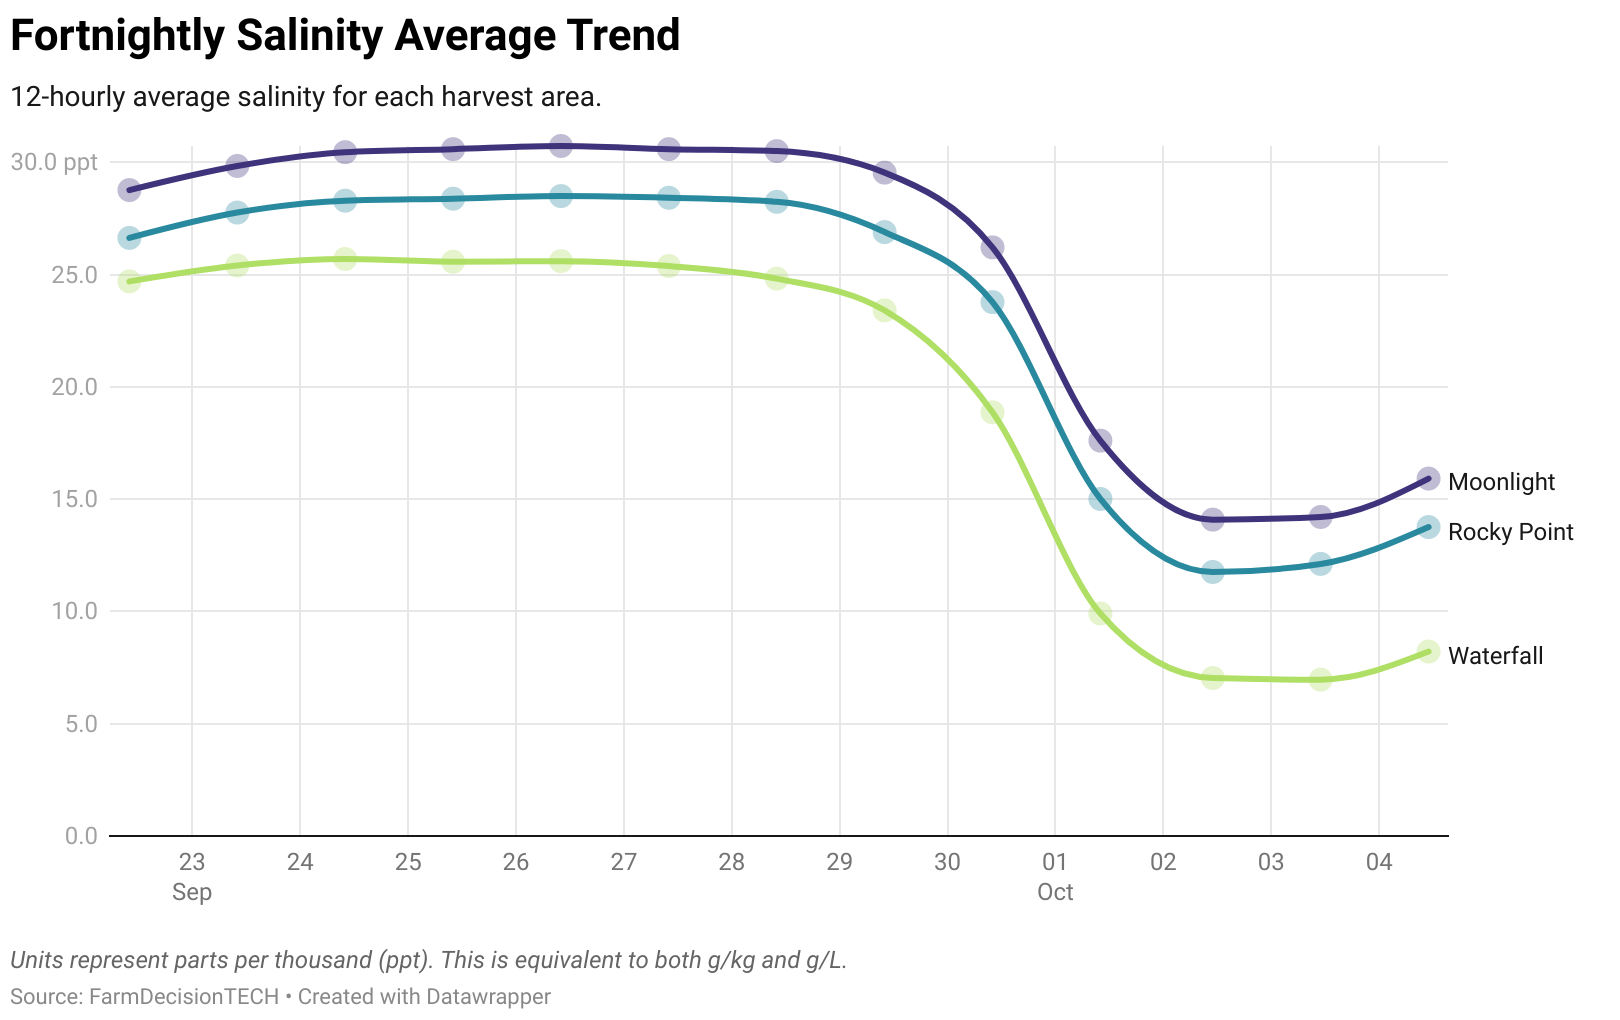 Fortnightly Salinity Average Trend
12-hourly average salinity for each harvest area.
30.0 ppt
25.0
20.0
15.0
10.0
5.0
0.0
Moonlight
Rocky Point
Waterfall
23 24 25 26 27 28 29 30 01 02 03 04
Sep Oct
Units represent parts per thousand (ppt). This is equivalent to both g/kg and g/L.
Source: FarmDecisionTECH • Created with Datawrapper